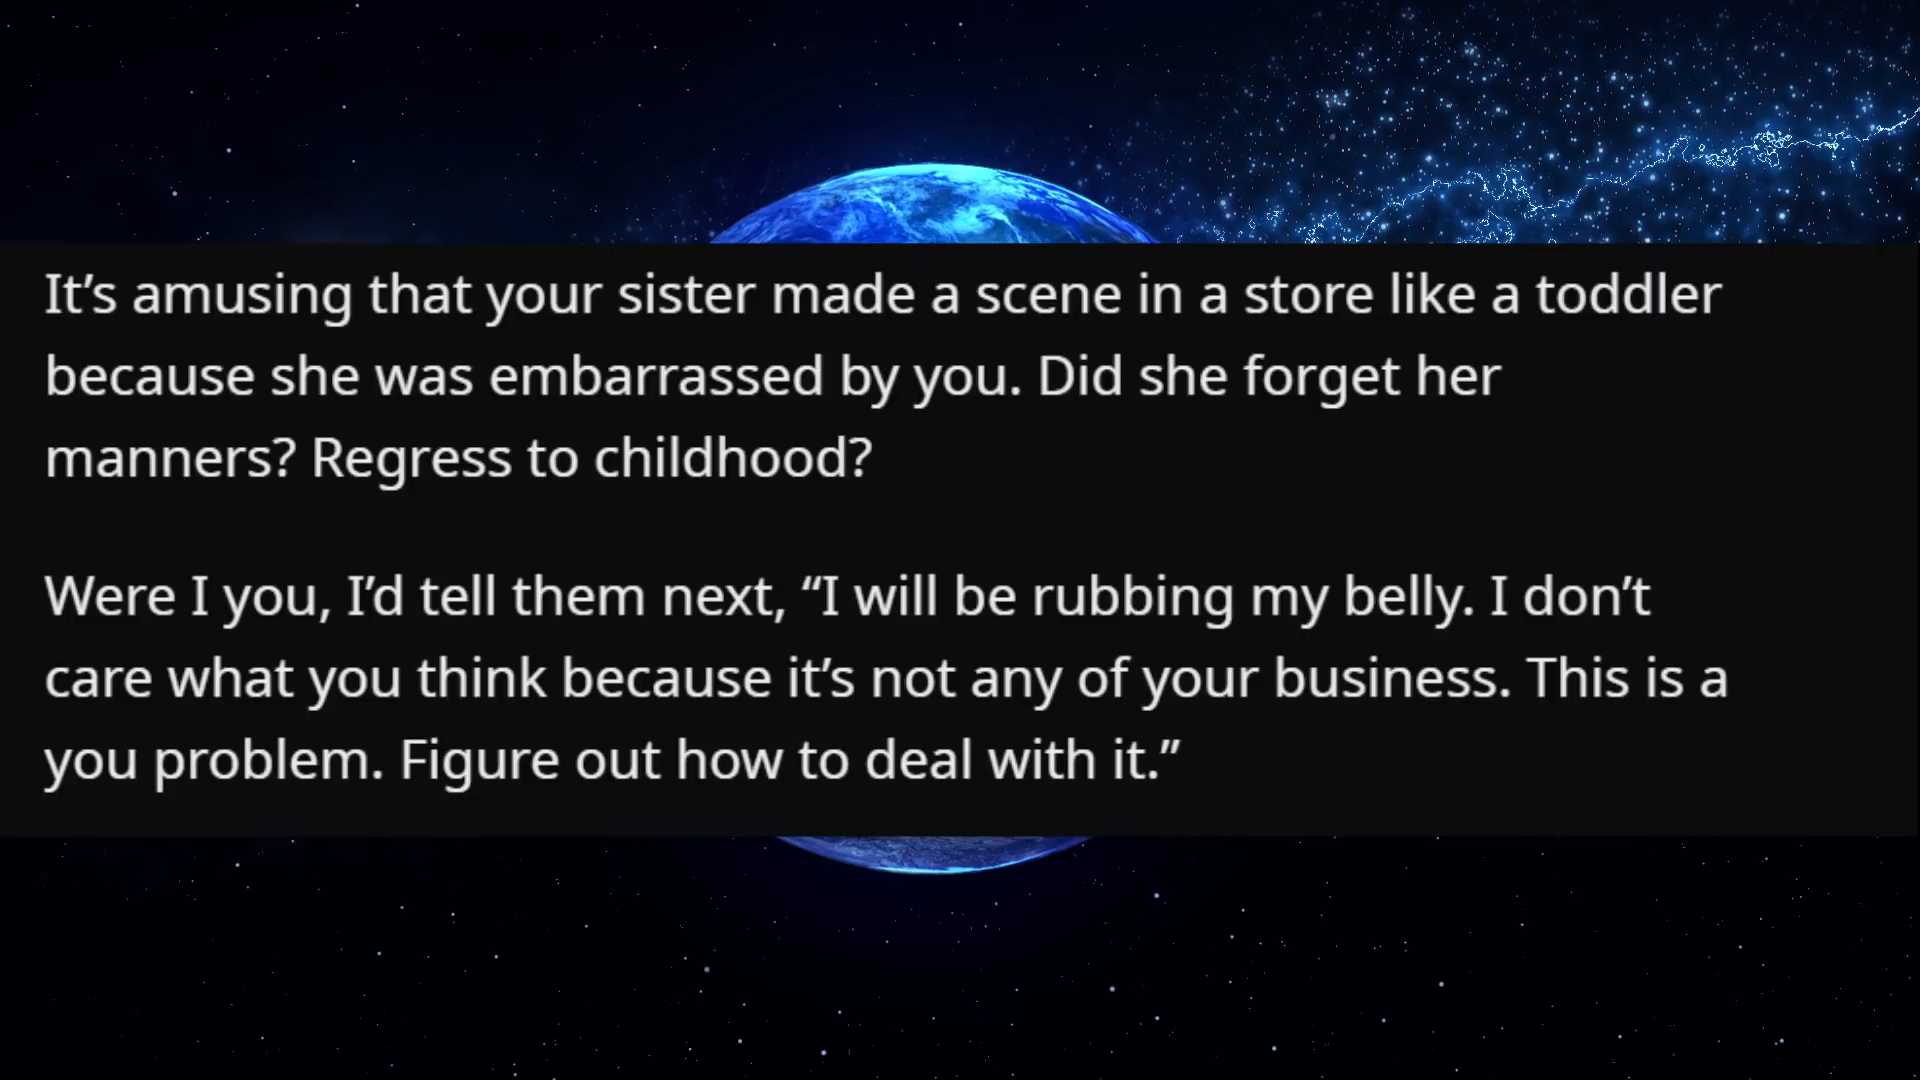 It’s amusing that your sister made a scene in a store like a toddler
because she was embarrassed by you. Did she forget her
manners? Regress to childhood?
Were I you, I’d tell them next, “I will be rubbing my belly. I don’t
care what you think because it’s not any of your business. This is a
you problem. Figure out how to deal with it.”